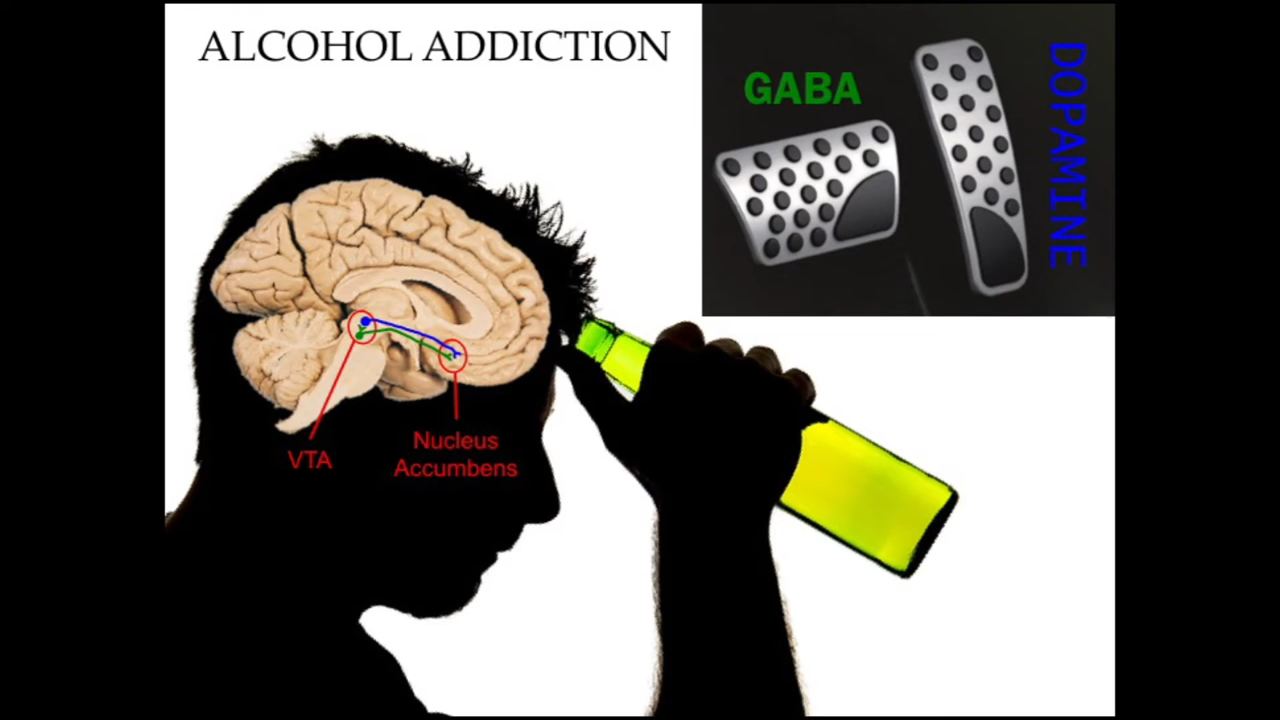 ALCOHOL ADDICTION
GABA
DOPAMINE
VTA
Nucleus
Accumbens